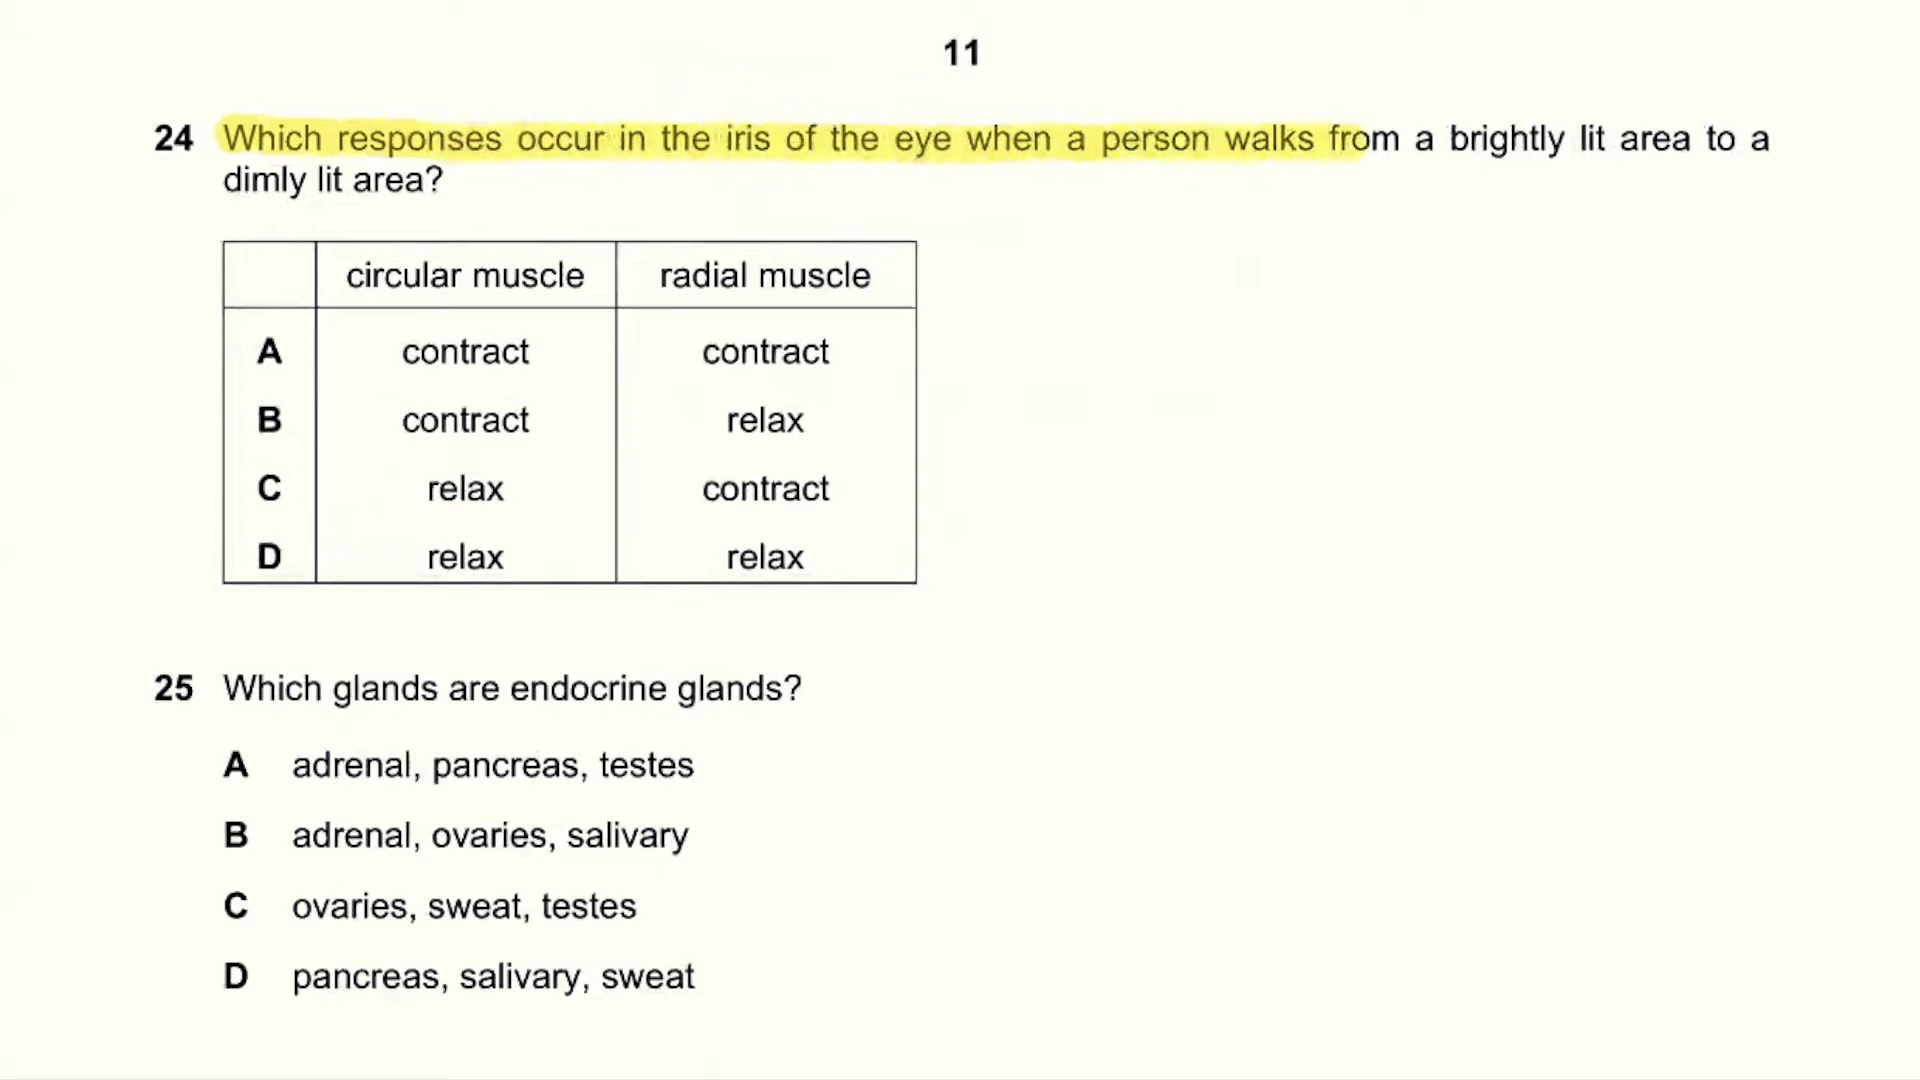 11
24 Which responses occur in the iris of the eye when a person walks from a brightly lit area to a
dimly lit area?
circular muscle radial muscle
A contract contract
B contract relax
C relax contract
D relax relax
25 Which glands are endocrine glands?
A adrenal, pancreas, testes
B adrenal, ovaries, salivary
C ovaries, sweat, testes
D pancreas, salivary, sweat